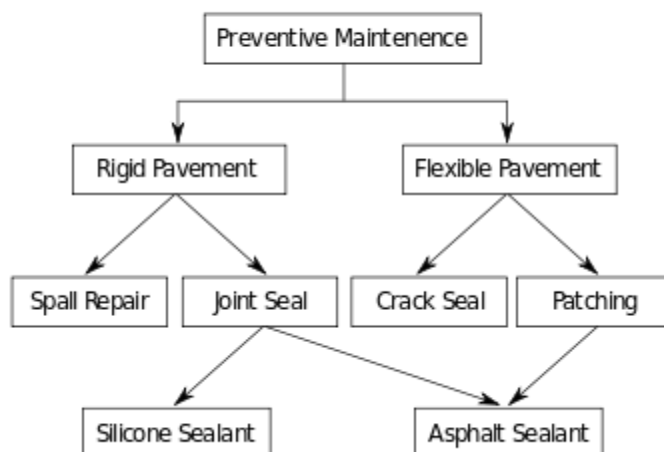 Preventive Maintenence
Rigid Pavement
Flexible Pavement
Spall Repair
Joint Seal
Crack Seal
Patching
Silicone Sealant
Asphalt Sealant